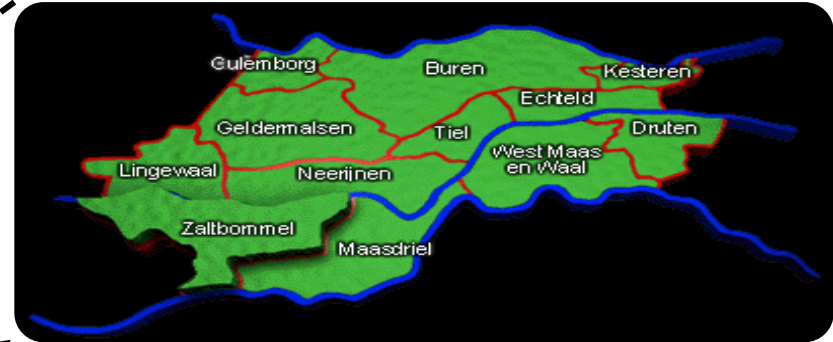 Culemborg
Buren
Kesteren
Echteld
Geldermalsen
Tiel
Druten
West Maas
en Waal
Lingewaal
Neerijnen
Zaltbommel
Maasdriel